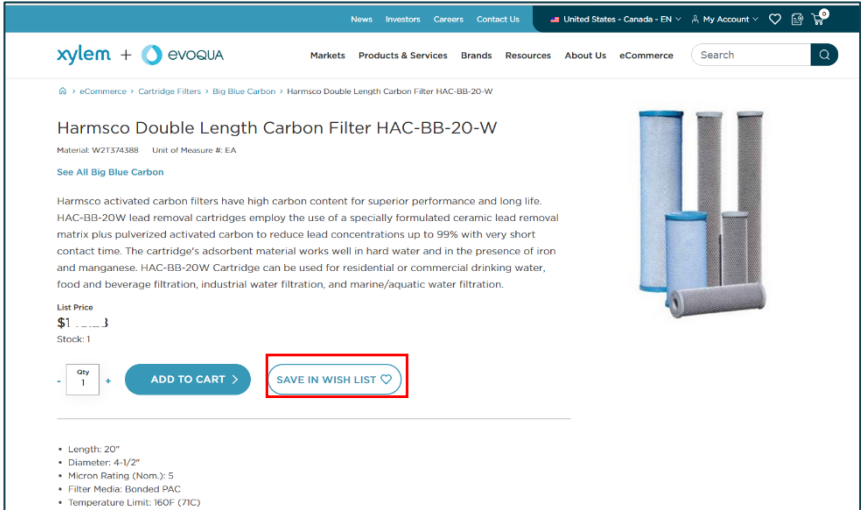 News Investors Careers Contact Us United States - Canada - EN My Account 0
xylem + evoQUA Markets Products & Services Brands Resources About Us eCommerce Search
eCommerce > Cartridge Filters > Big Blue Carbon > Harmsco Double Length Carbon Filter HAC-BB-20-W
Harmsco Double Length Carbon Filter HAC-BB-20-W
Material: W2T374388 Unit of Measure #: EA
See All Big Blue Carbon
Harmsco activated carbon filters have high carbon content for superior performance and long life.
HAC-BB-20W lead removal cartridges employ the use of a specially formulated ceramic lead removal
matrix plus pulverized activated carbon to reduce lead concentrations up to 99% with very short
contact time. The cartridge's adsorbent material works well in hard water and in the presence of iron
and manganese. HAC-BB-20W Cartridge can be used for residential or commercial drinking water,
food and beverage filtration, industrial water filtration, and marine/aquatic water filtration.
List Price
Stock: 1
Qty
- 1 + ADD TO CART > SAVE IN WISH LIST
• Length: 20"
• Diameter: 4-1/2"
• Micron Rating (Nom.): 5
• Filter Media: Bonded PAC
• Temperature Limit: 160F (71C)